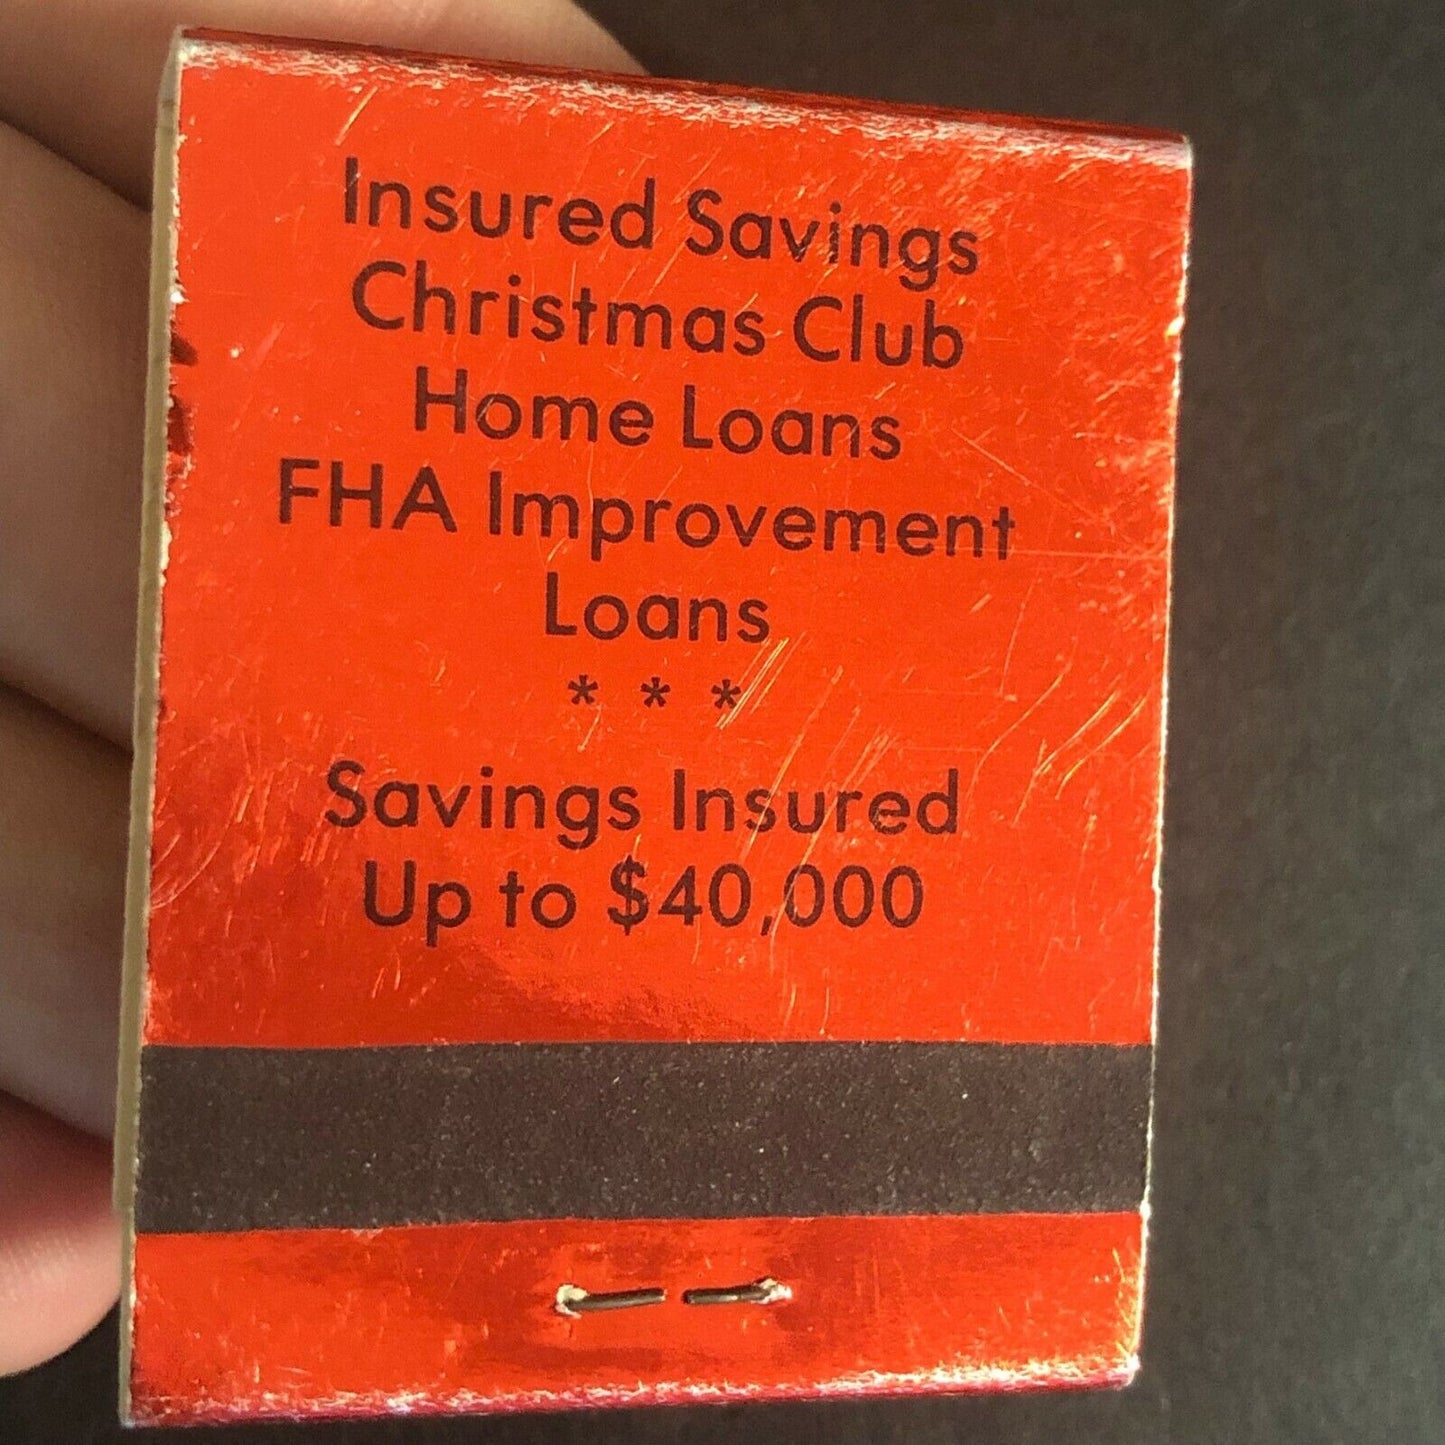 Insured Savings
Christmas Club
Home Loans
FHA Improvement
Loans
* * *
Savings Insured
Up to $40,000